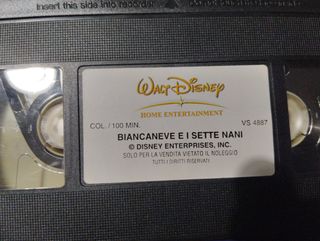 Insert this side into recorder
WALT DISNEY
HOME ENTERTAINMENT
COL. / 100 MIN. VS 4887
BIANCANEVE E I SETTE NANI
© DISNEY ENTERPRISES, INC.
SOLO PER LA VENDITA VIETATO IL NOLEGGIO
TUTTI I DIRITTI RISERVATI